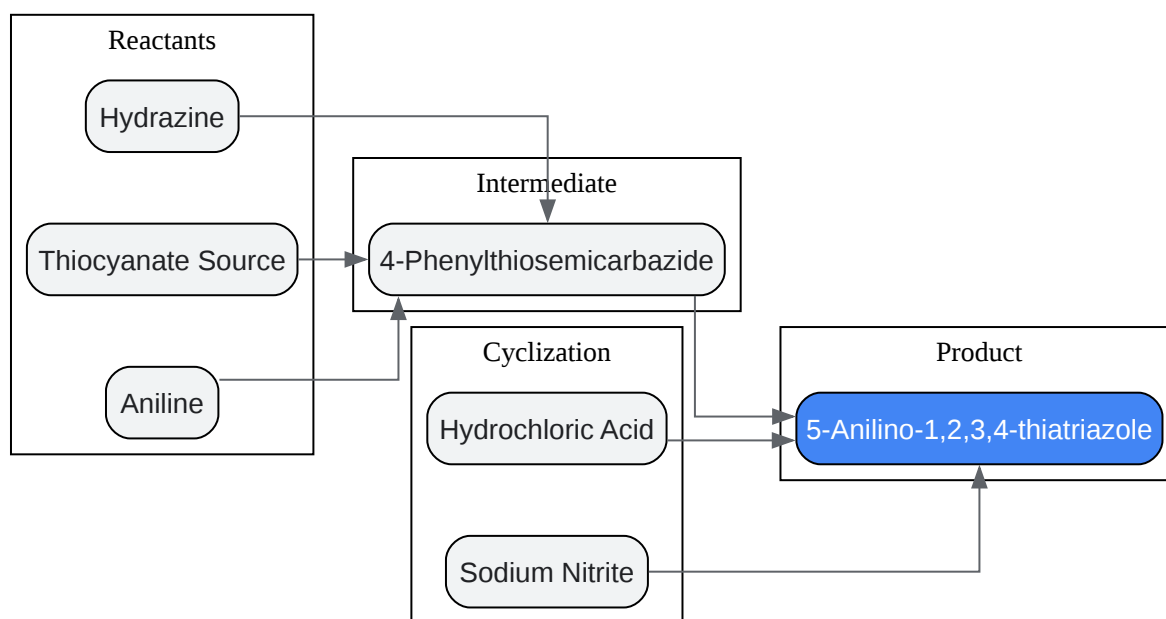 Reactants
Hydrazine
Thiocyanate Source
Aniline
Intermediate
4-Phenylthiosemicarbazide
Cyclization
Hydrochloric Acid
Sodium Nitrite
Product
5-Anilino-1,2,3,4-thiatriazole